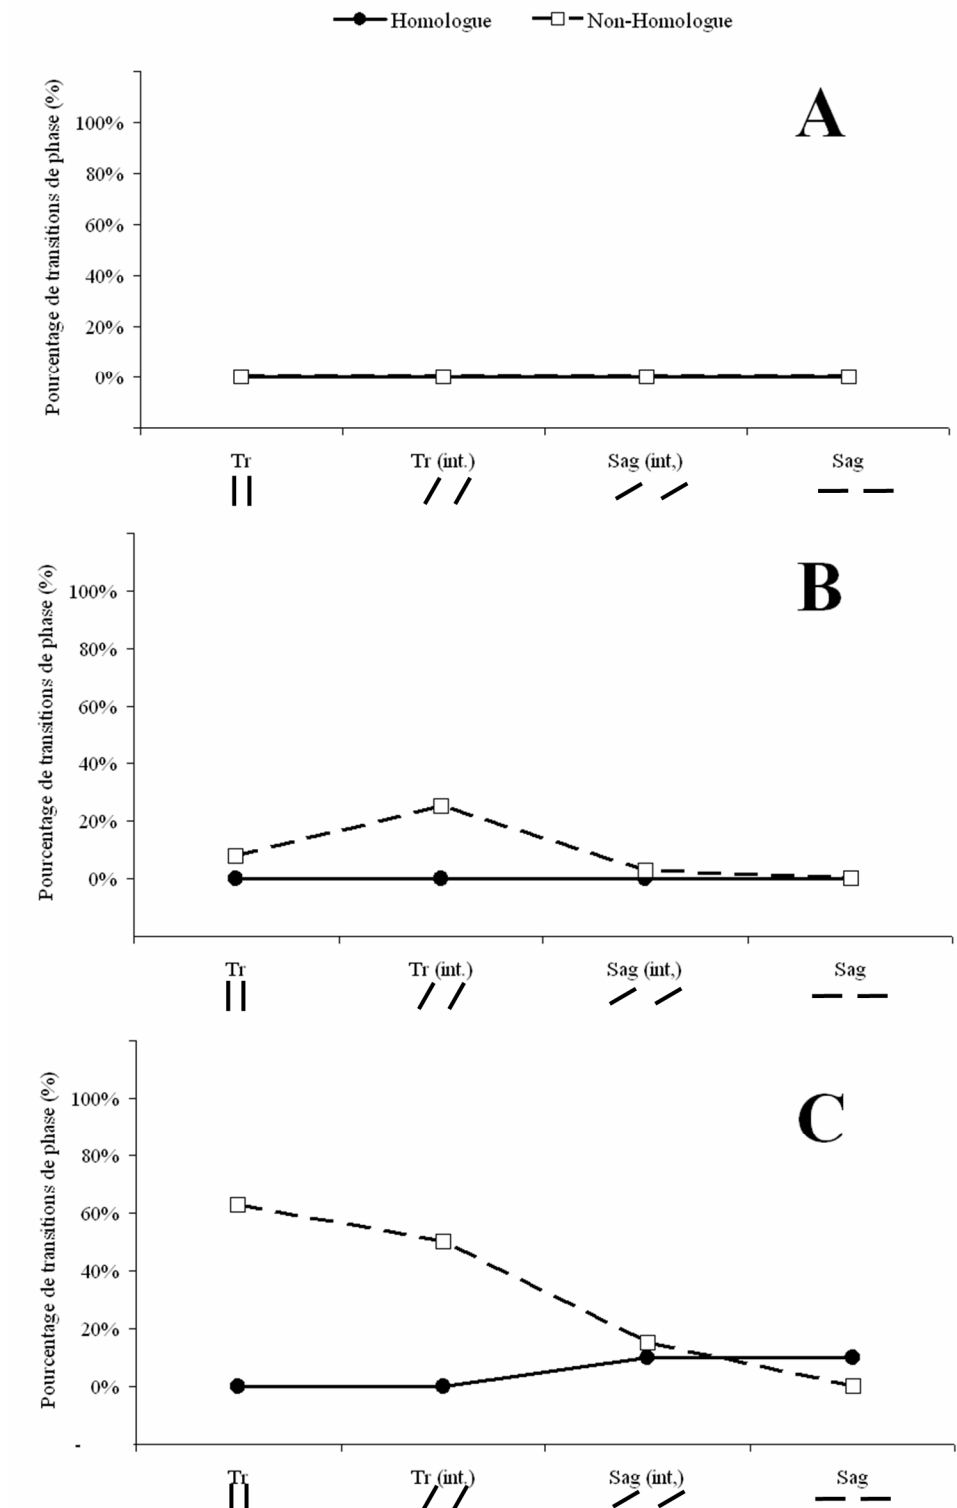 Homologue Non-Homologue
A
Pourcentage de transitions de phase (%)
100%
80%
60%
40%
20%
0%
Tr Tr (int.) Sag (int,) Sag
B
Pourcentage de transitions de phase (%)
100%
80%
60%
40%
20%
0%
Tr Tr (int.) Sag (int,) Sag
C
Pourcentage de transitions de phase (%)
100%
80%
60%
40%
20%
0%
-
Tr Tr (int.) Sag (int,) Sag